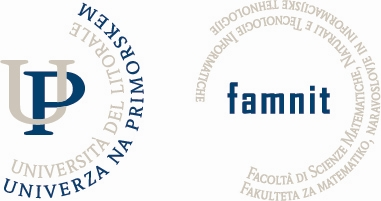 UP
UNIVERSITÀ DEL LITORALE
UNIVERZA NA PRIMORSKEM
famnit
Facoltà di Scienze Matematiche, Naturali e Tecnologie Informatiche
Fakulteta za matematiko, naravoslovje in informacijske tehnologije